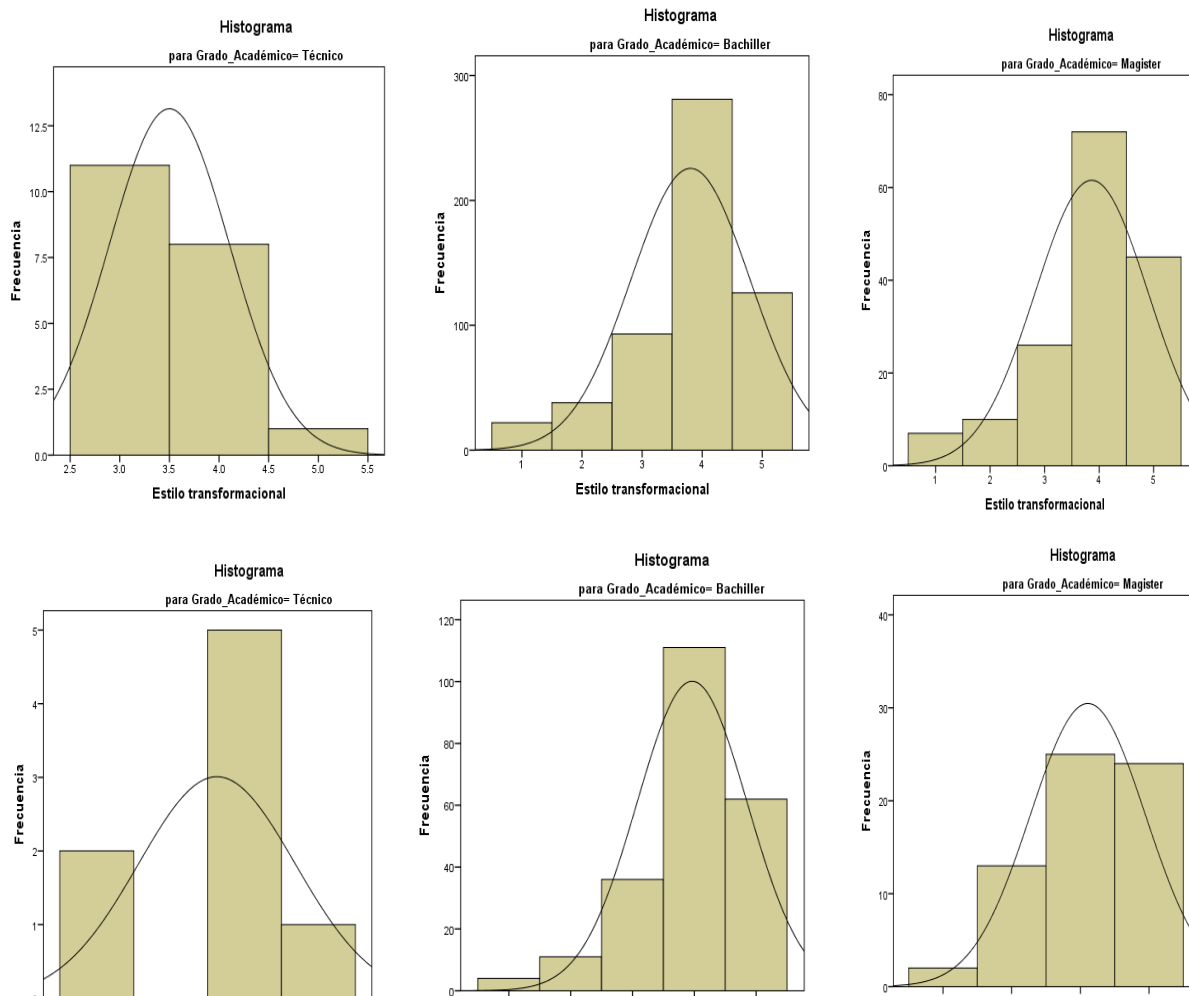 Histograma
para Grado_Académico= Técnico
12.5
10.0
7.5
5.0
2.5
0.0
Frecuencia
2.5 3.0 3.5 4.0 4.5 5.0 5.5
Estilo transformacional
Histograma
para Grado_Académico= Bachiller
300
200
100
0
Frecuencia
1 2 3 4 5
Estilo transformacional
Histograma
para Grado_Académico= Magister
80
60
40
20
0
Frecuencia
1 2 3 4 5
Estilo transformacional
Histograma
para Grado_Académico= Técnico
5
4
3
2
1
Frecuencia
Histograma
para Grado_Académico= Bachiller
120
100
80
60
40
20
0
Frecuencia
Histograma
para Grado_Académico= Magister
40
30
20
10
0
Frecuencia